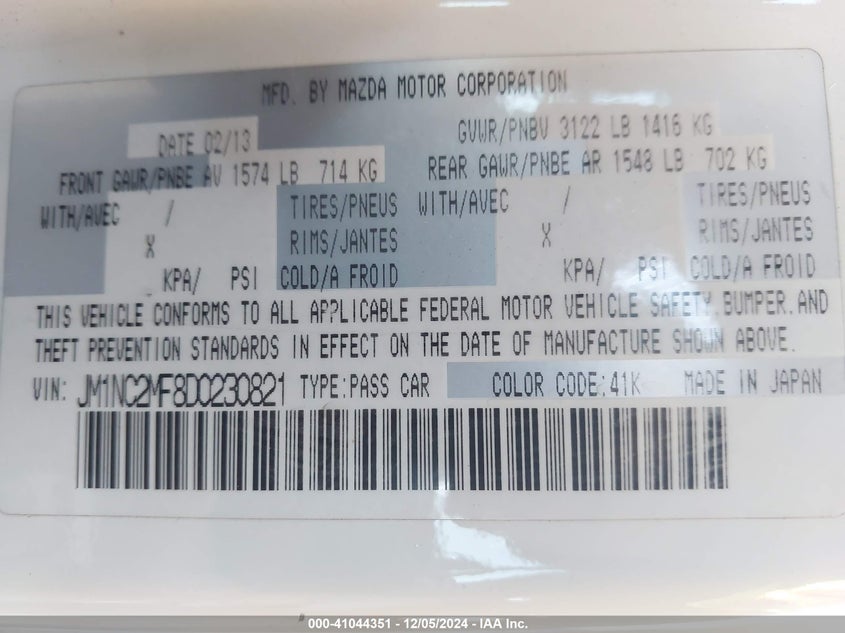 MFD. BY MAZDA MOTOR CORPORATION
DATE 02/13 GVWR/PNBV 3122 LB 1416 KG
FRONT GAWR/PNBE AV 1574 LB 714 KG REAR GAWR/PNBE AR 1548 LB 702 KG
WITH/AVEC / TIRES/PNEUS WITH/AVEC / TIRES/PNEUS
X RIMS/JANTES X RIMS/JANTES
KPA/ PSI COLD/A FROID KPA/ PSI COLD/A FROID
THIS VEHICLE CONFORMS TO ALL APPLICABLE FEDERAL MOTOR VEHICLE SAFETY, BUMPER, AND
THEFT PREVENTION STANDARDS IN EFFECT ON THE DATE OF MANUFACTURE SHOWN ABOVE.
VIN: JM1NC2MF8D0230821 TYPE:PASS CAR COLOR CODE:41K MADE IN JAPAN
000-41044351 - 12/05/2024 - IAA Inc.